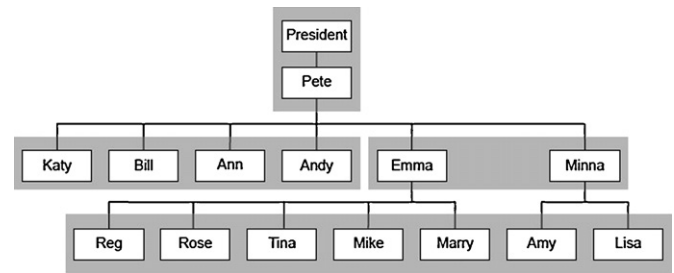 President
Pete
Katy
Bill
Ann
Andy
Emma
Minna
Reg
Rose
Tina
Mike
Marry
Amy
Lisa